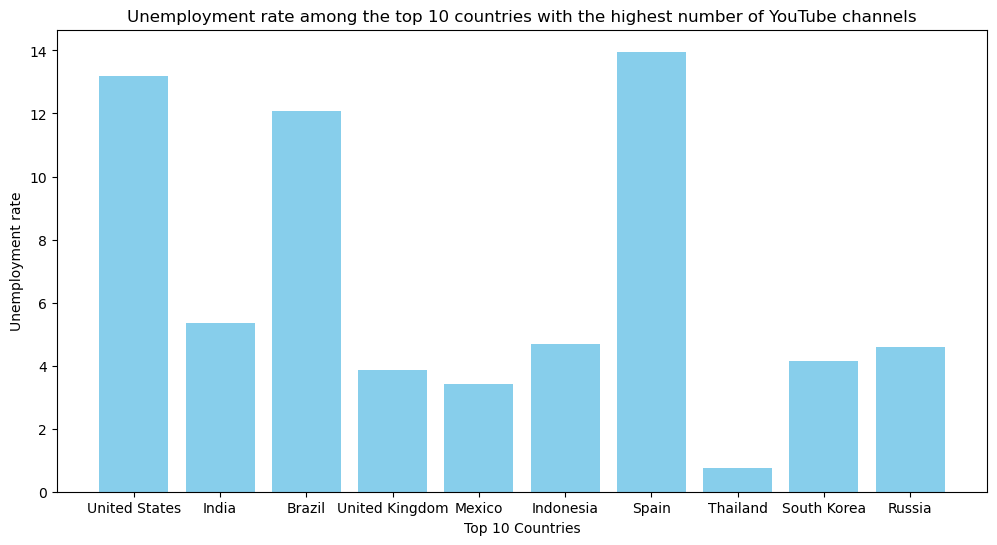 Unemployment rate among the top 10 countries with the highest number of YouTube channels
Unemployment rate
14
12
10
8
6
4
2
0
United States India Brazil United Kingdom Mexico Indonesia Spain Thailand South Korea Russia
Top 10 Countries